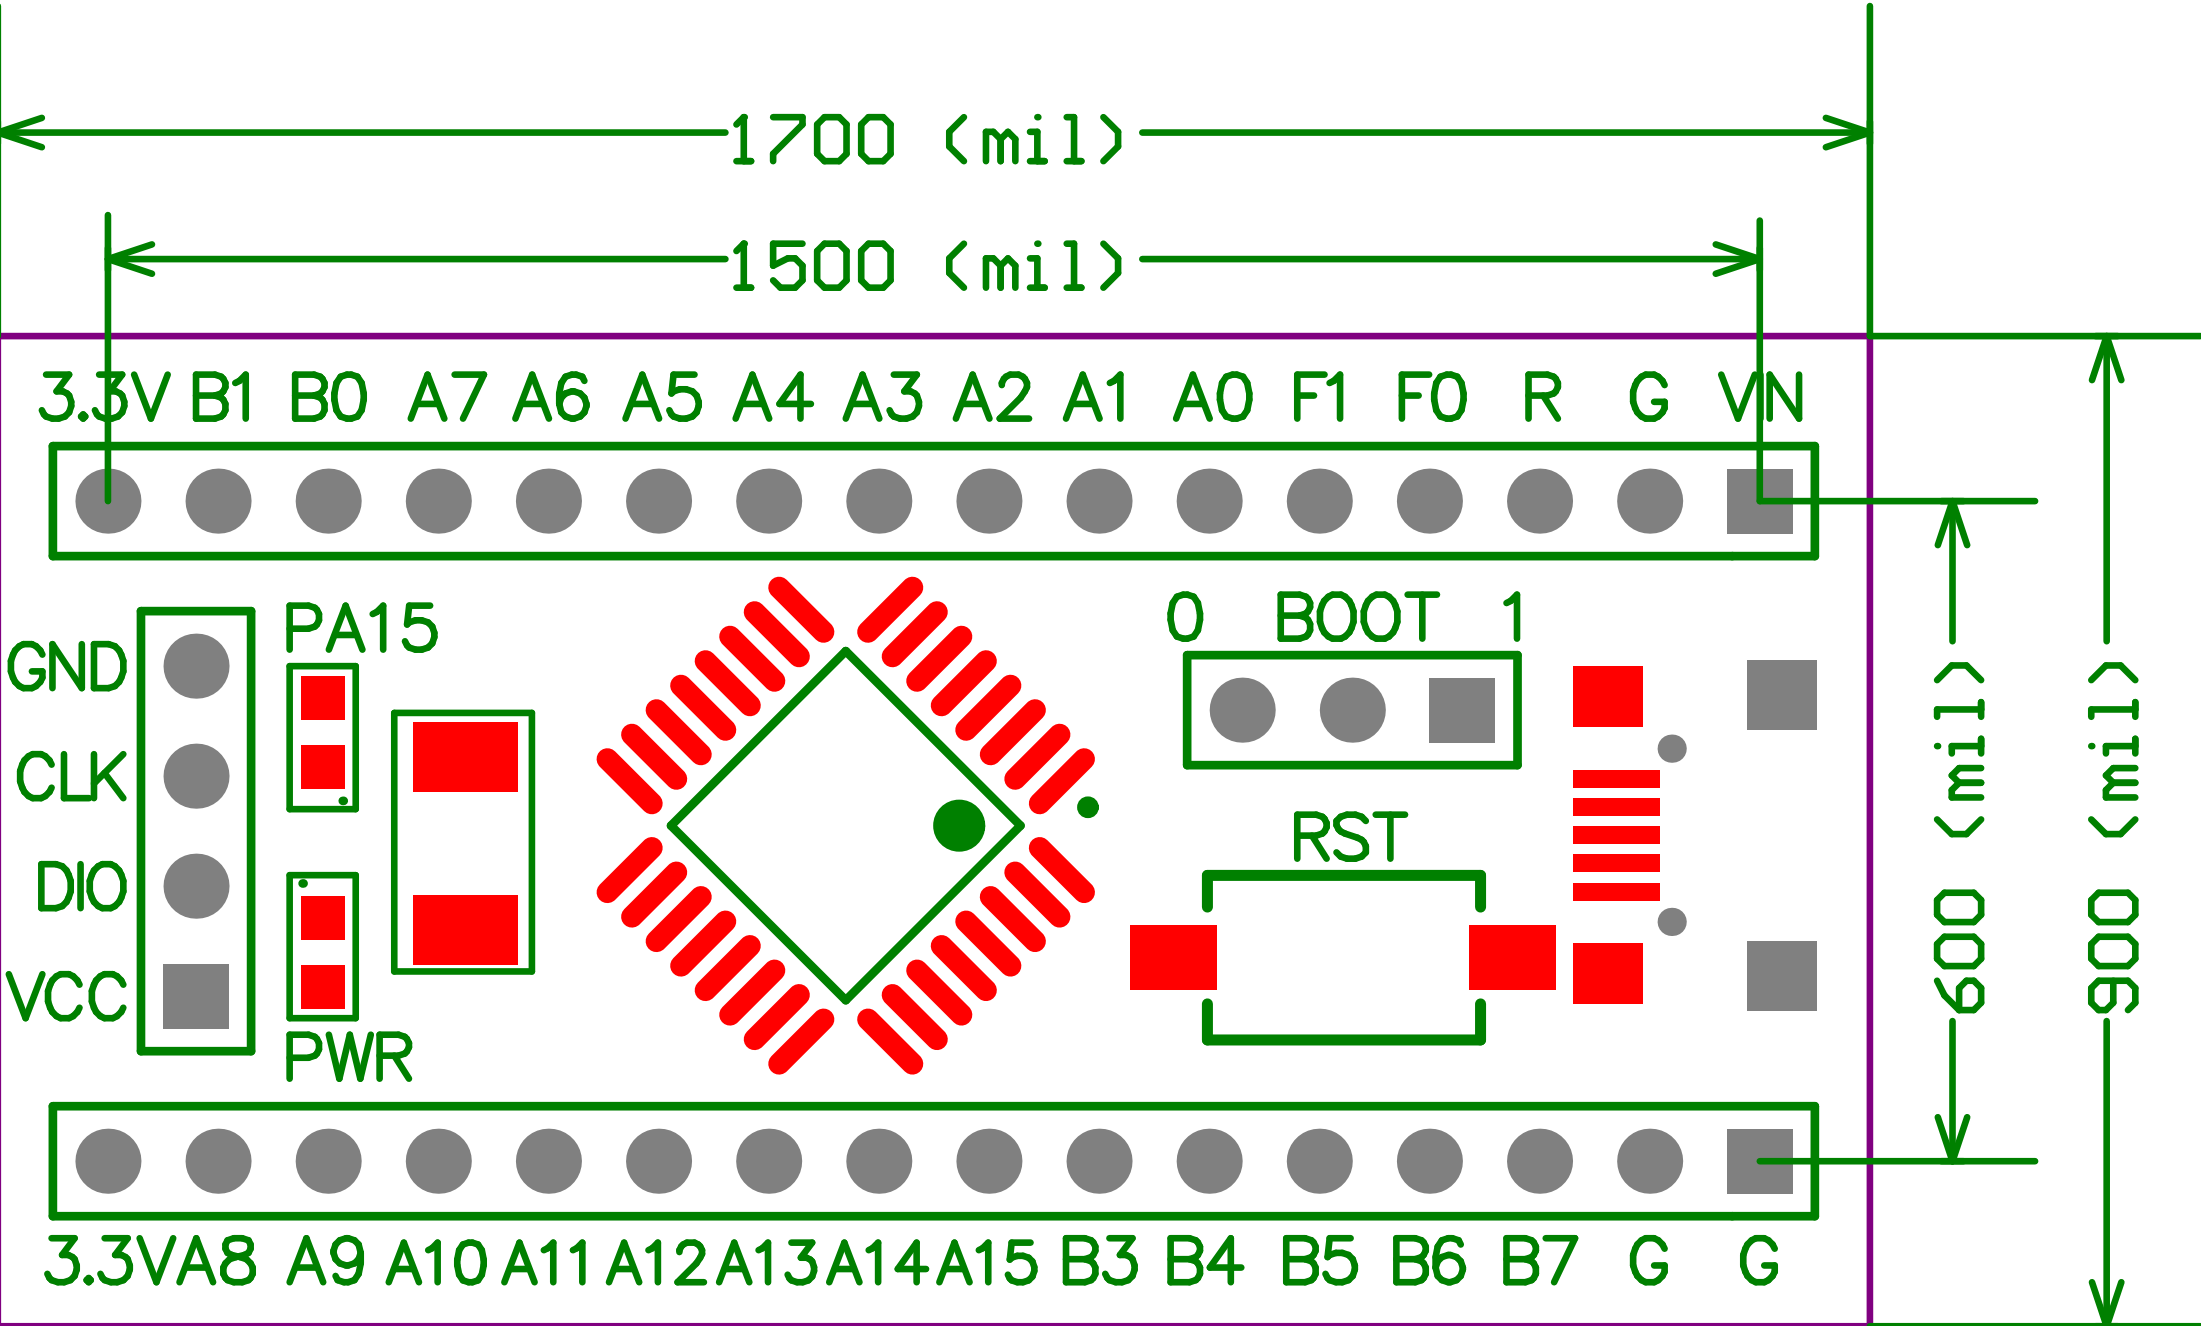 1700 (mil)
1500 (mil)
3.3V B1 B0 A7 A6 A5 A4 A3 A2 A1 A0 F1 F0 R G VN
PA15
0 BOOT 1
GND
CLK
RST
DIO
VCC
PWR
600 (mil)
900 (mil)
3.3V A8 A9 A10 A11 A12 A13 A14 A15 B3 B4 B5 B6 B7 G G